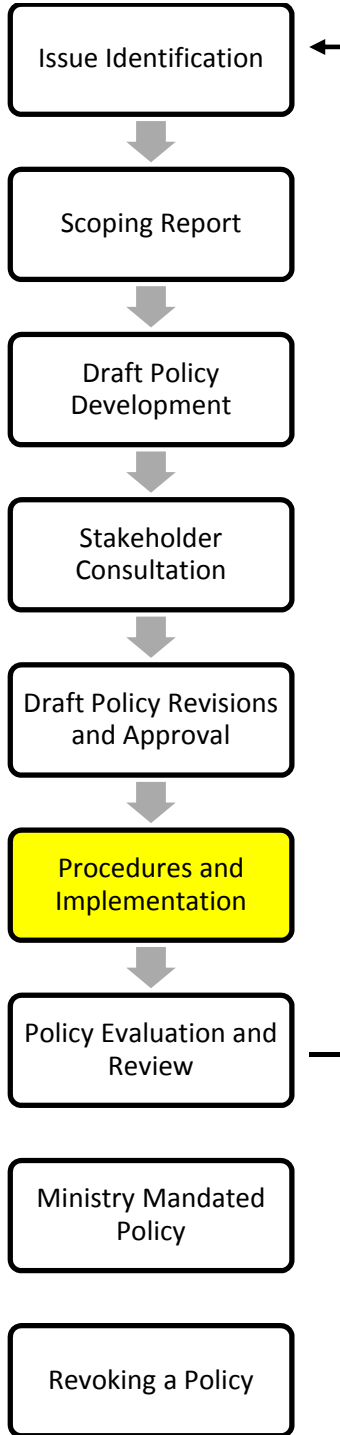 Issue Identification
Scoping Report
Draft Policy
Development
Stakeholder
Consultation
Draft Policy Revisions
and Approval
Procedures and
Implementation
Policy Evaluation and
Review
Ministry Mandated
Policy
Revoking a Policy